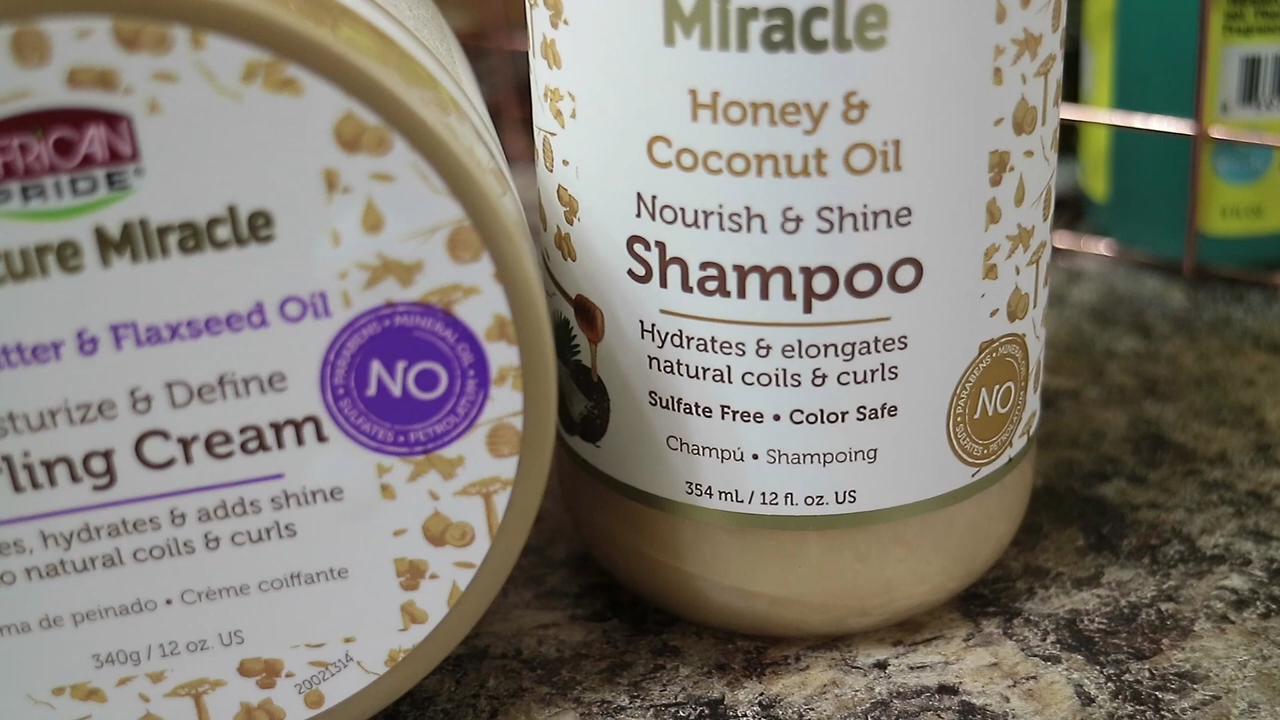 FRICAN
PRIDE
ture Miracle
tter & Flaxseed Oil
sturize & Define
ling Cream
es, hydrates & adds shine
o natural coils & curls
ma de peinado • Crème coiffante
340g / 12 oz. US
20021314
PARABENS • MINERAL OIL • PETROLATUM • SULFATES •
NO
Miracle
Honey &
Coconut Oil
Nourish & Shine
Shampoo
Hydrates & elongates
natural coils & curls
Sulfate Free • Color Safe
Champú • Shampoing
354 mL / 12 fl. oz. US
PARABENS • MINERAL OIL • PETROLATUM • SULFATES •
NO